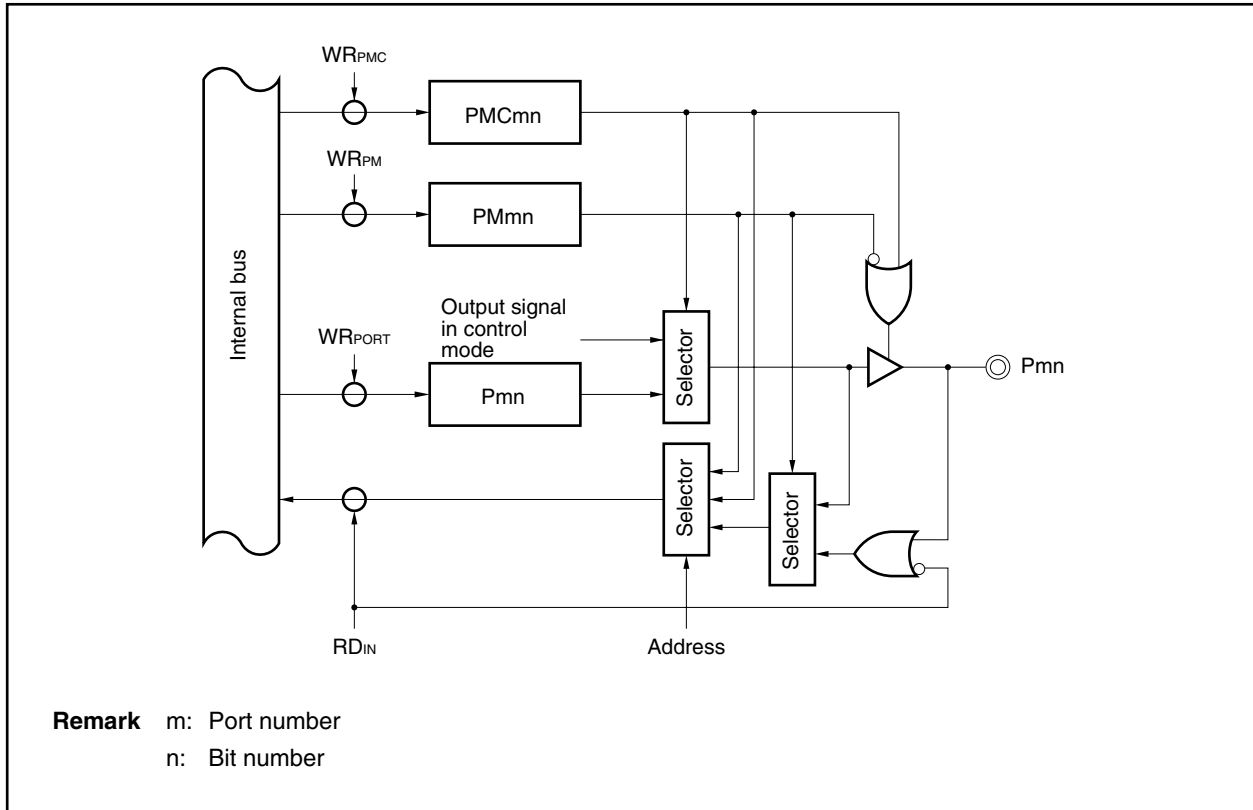 WRPMC
PMCmn
WRPM
PMmn
Internal bus
Output signal
in control
mode
WRPORT
Pmn
Selector
Pmn
Selector
Selector
RDIN
Address
Remark m: Port number
n: Bit number